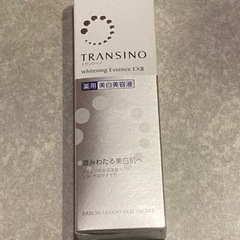 TRANSINO
トランシーノ
Whitening Essence EXⅡ
薬用 美白美容液
澄みわたる美白肌へ
DAIICHI SANKYO HEALTHCARE